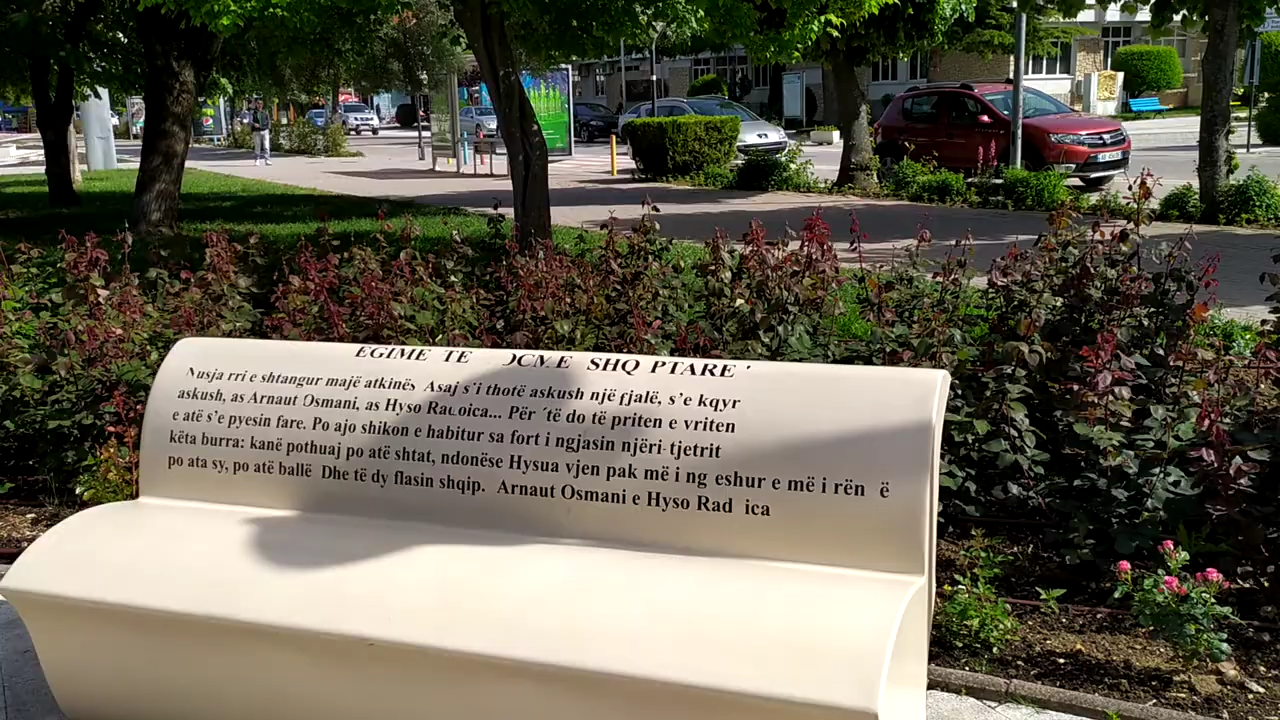 EGIME TE OCME SHQ PTARE '
Nusja rri e shtangur majë atkinës Asaj s'i thotë askush një fjalë, s'e kqyr
askush, as Arnaut Osmani, as Hyso Radoica... Për 'të do të priten e vriten
e atë s'e pyesin fare. Po ajo shikon e habitur sa fort i ngjasin njëri-tjetrit
këta burra: kanë pothuaj po atë shtat, ndonëse Hysua vjen pak më i ng eshur e më i rën ë
po ata sy, po atë ballë Dhe të dy flasin shqip. Arnaut Osmani e Hyso Rad ica